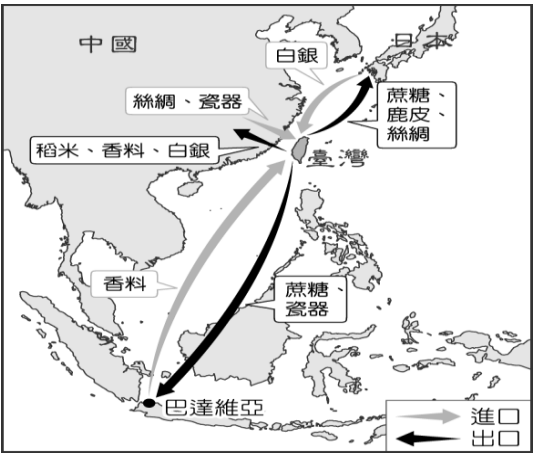 中國
日本
白銀
絲綢、瓷器
蔗糖、
鹿皮、
絲綢
稻米、香料、白銀
臺灣
香料
蔗糖、
瓷器
巴達維亞
進口
出口